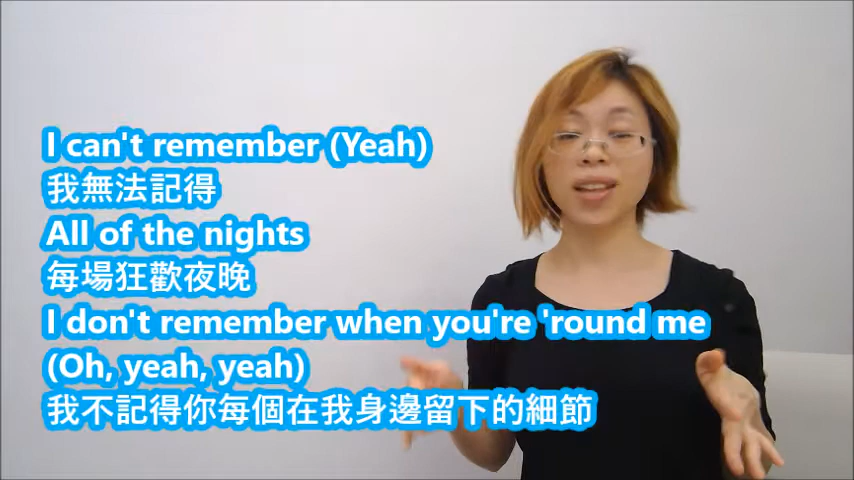 I can't remember (Yeah)
我無法記得
All of the nights
每場狂歡夜晚
I don't remember when you're 'round me
(Oh, yeah, yeah)
我不記得你每個在我身邊留下的細節